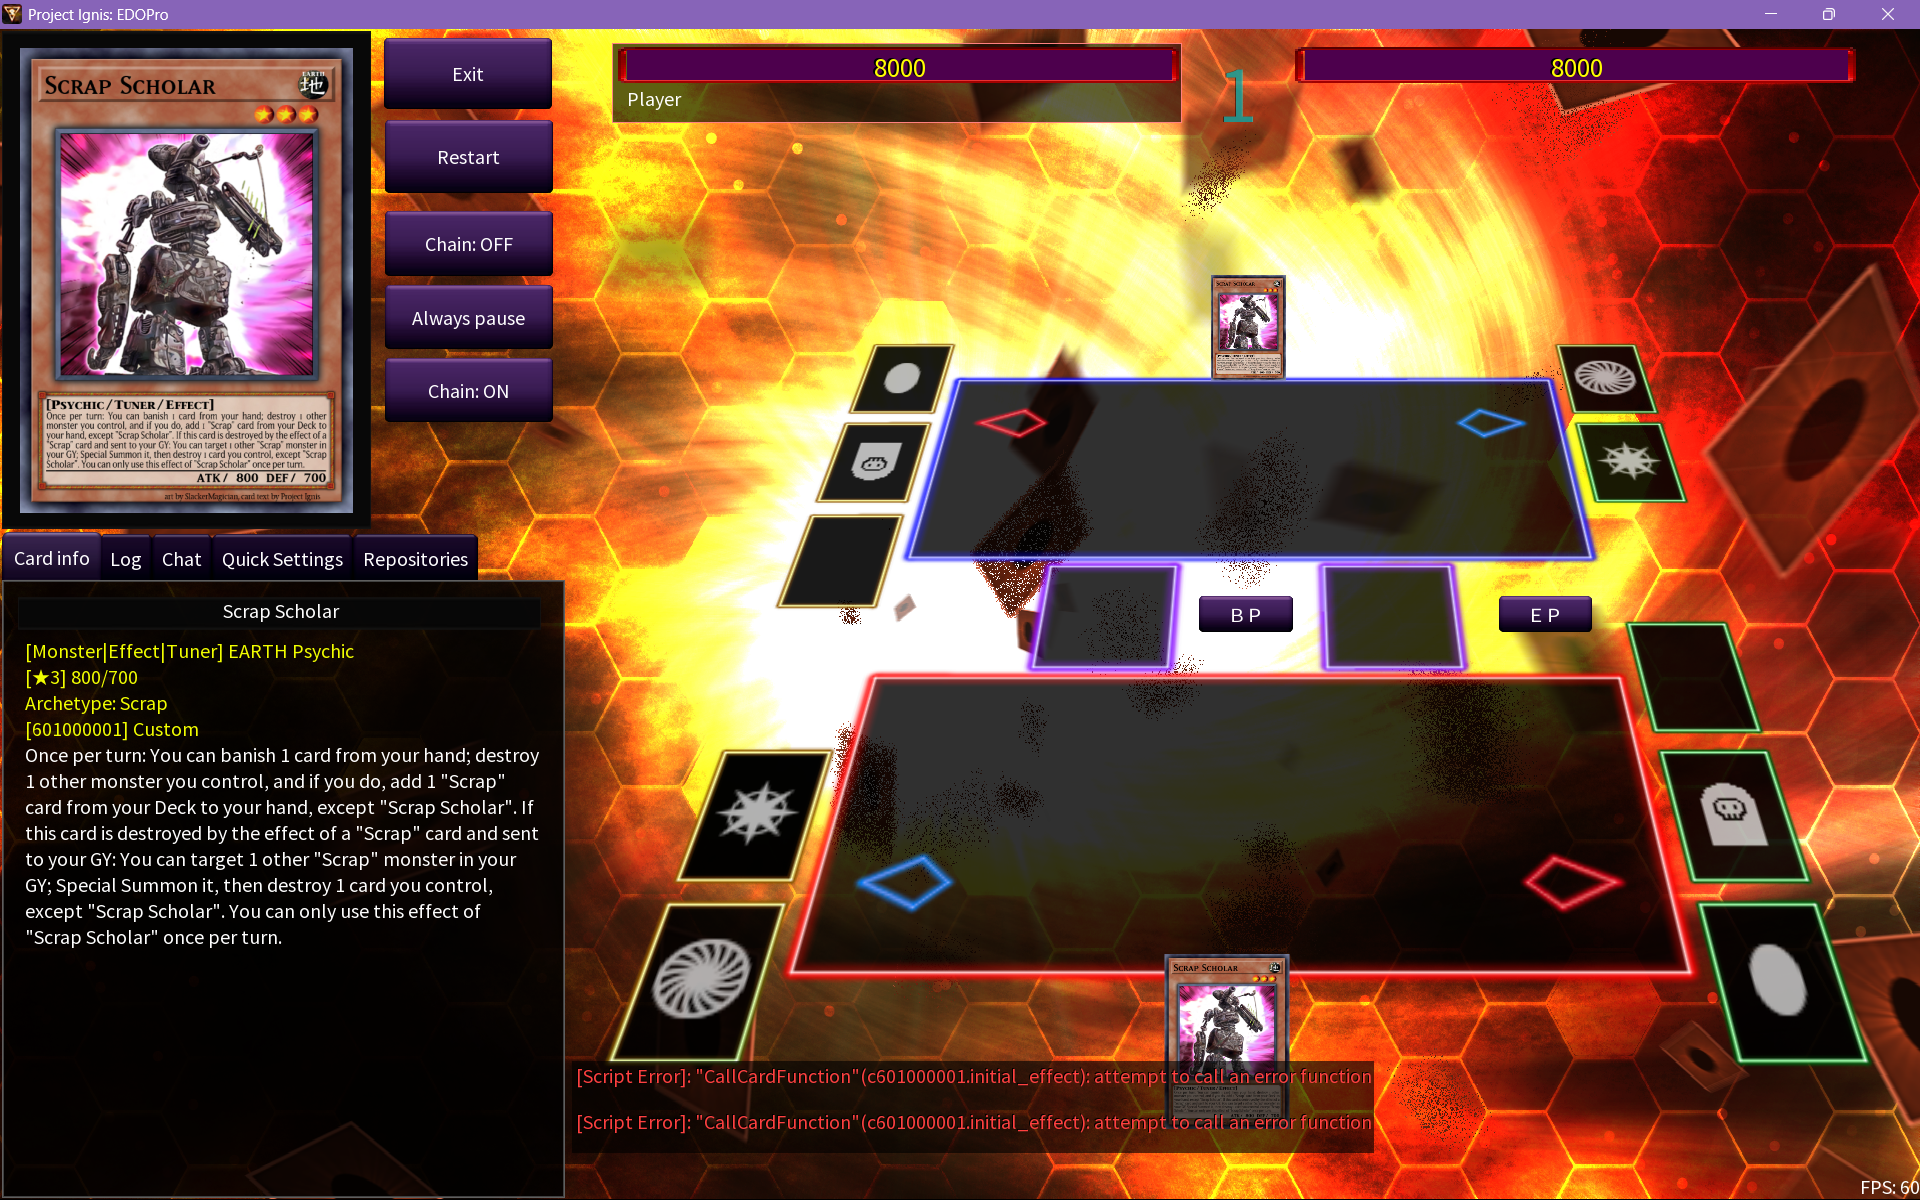 Project Ignis: EDOPro
SCRAP SCHOLAR
EARTH
地
[PSYCHIC / TUNER / EFFECT]
Once per turn: You can banish 1 card from your hand; destroy 1 other
monster you control, and if you do, add 1 "Scrap" card from your Deck to
your hand, except "Scrap Scholar". If this card is destroyed by the effect of a
"Scrap" card and sent to your GY: You can target 1 other "Scrap" monster in
your GY; Special Summon it, then destroy 1 card you control, except "Scrap
Scholar". You can only use this effect of "Scrap Scholar" once per turn.
ATK / 800 DEF / 700
art by SlackerMagician, card text by Project Ignis
Exit
Restart
Chain: OFF
Always pause
Chain: ON
8000
Player
1
8000
Card info
Log
Chat
Quick Settings
Repositories
Scrap Scholar
[Monster|Effect|Tuner] EARTH Psychic
[★3] 800/700
Archetype: Scrap
[601000001] Custom
Once per turn: You can banish 1 card from your hand; destroy
1 other monster you control, and if you do, add 1 "Scrap"
card from your Deck to your hand, except "Scrap Scholar". If
this card is destroyed by the effect of a "Scrap" card and sent
to your GY: You can target 1 other "Scrap" monster in your
GY; Special Summon it, then destroy 1 card you control,
except "Scrap Scholar". You can only use this effect of
"Scrap Scholar" once per turn.
SCRAP SCHOLAR
B P
E P
SCRAP SCHOLAR
[Script Error]: "CallCardFunction"(c601000001.initial_effect): attempt to call an error function
[Script Error]: "CallCardFunction"(c601000001.initial_effect): attempt to call an error function
FPS: 60